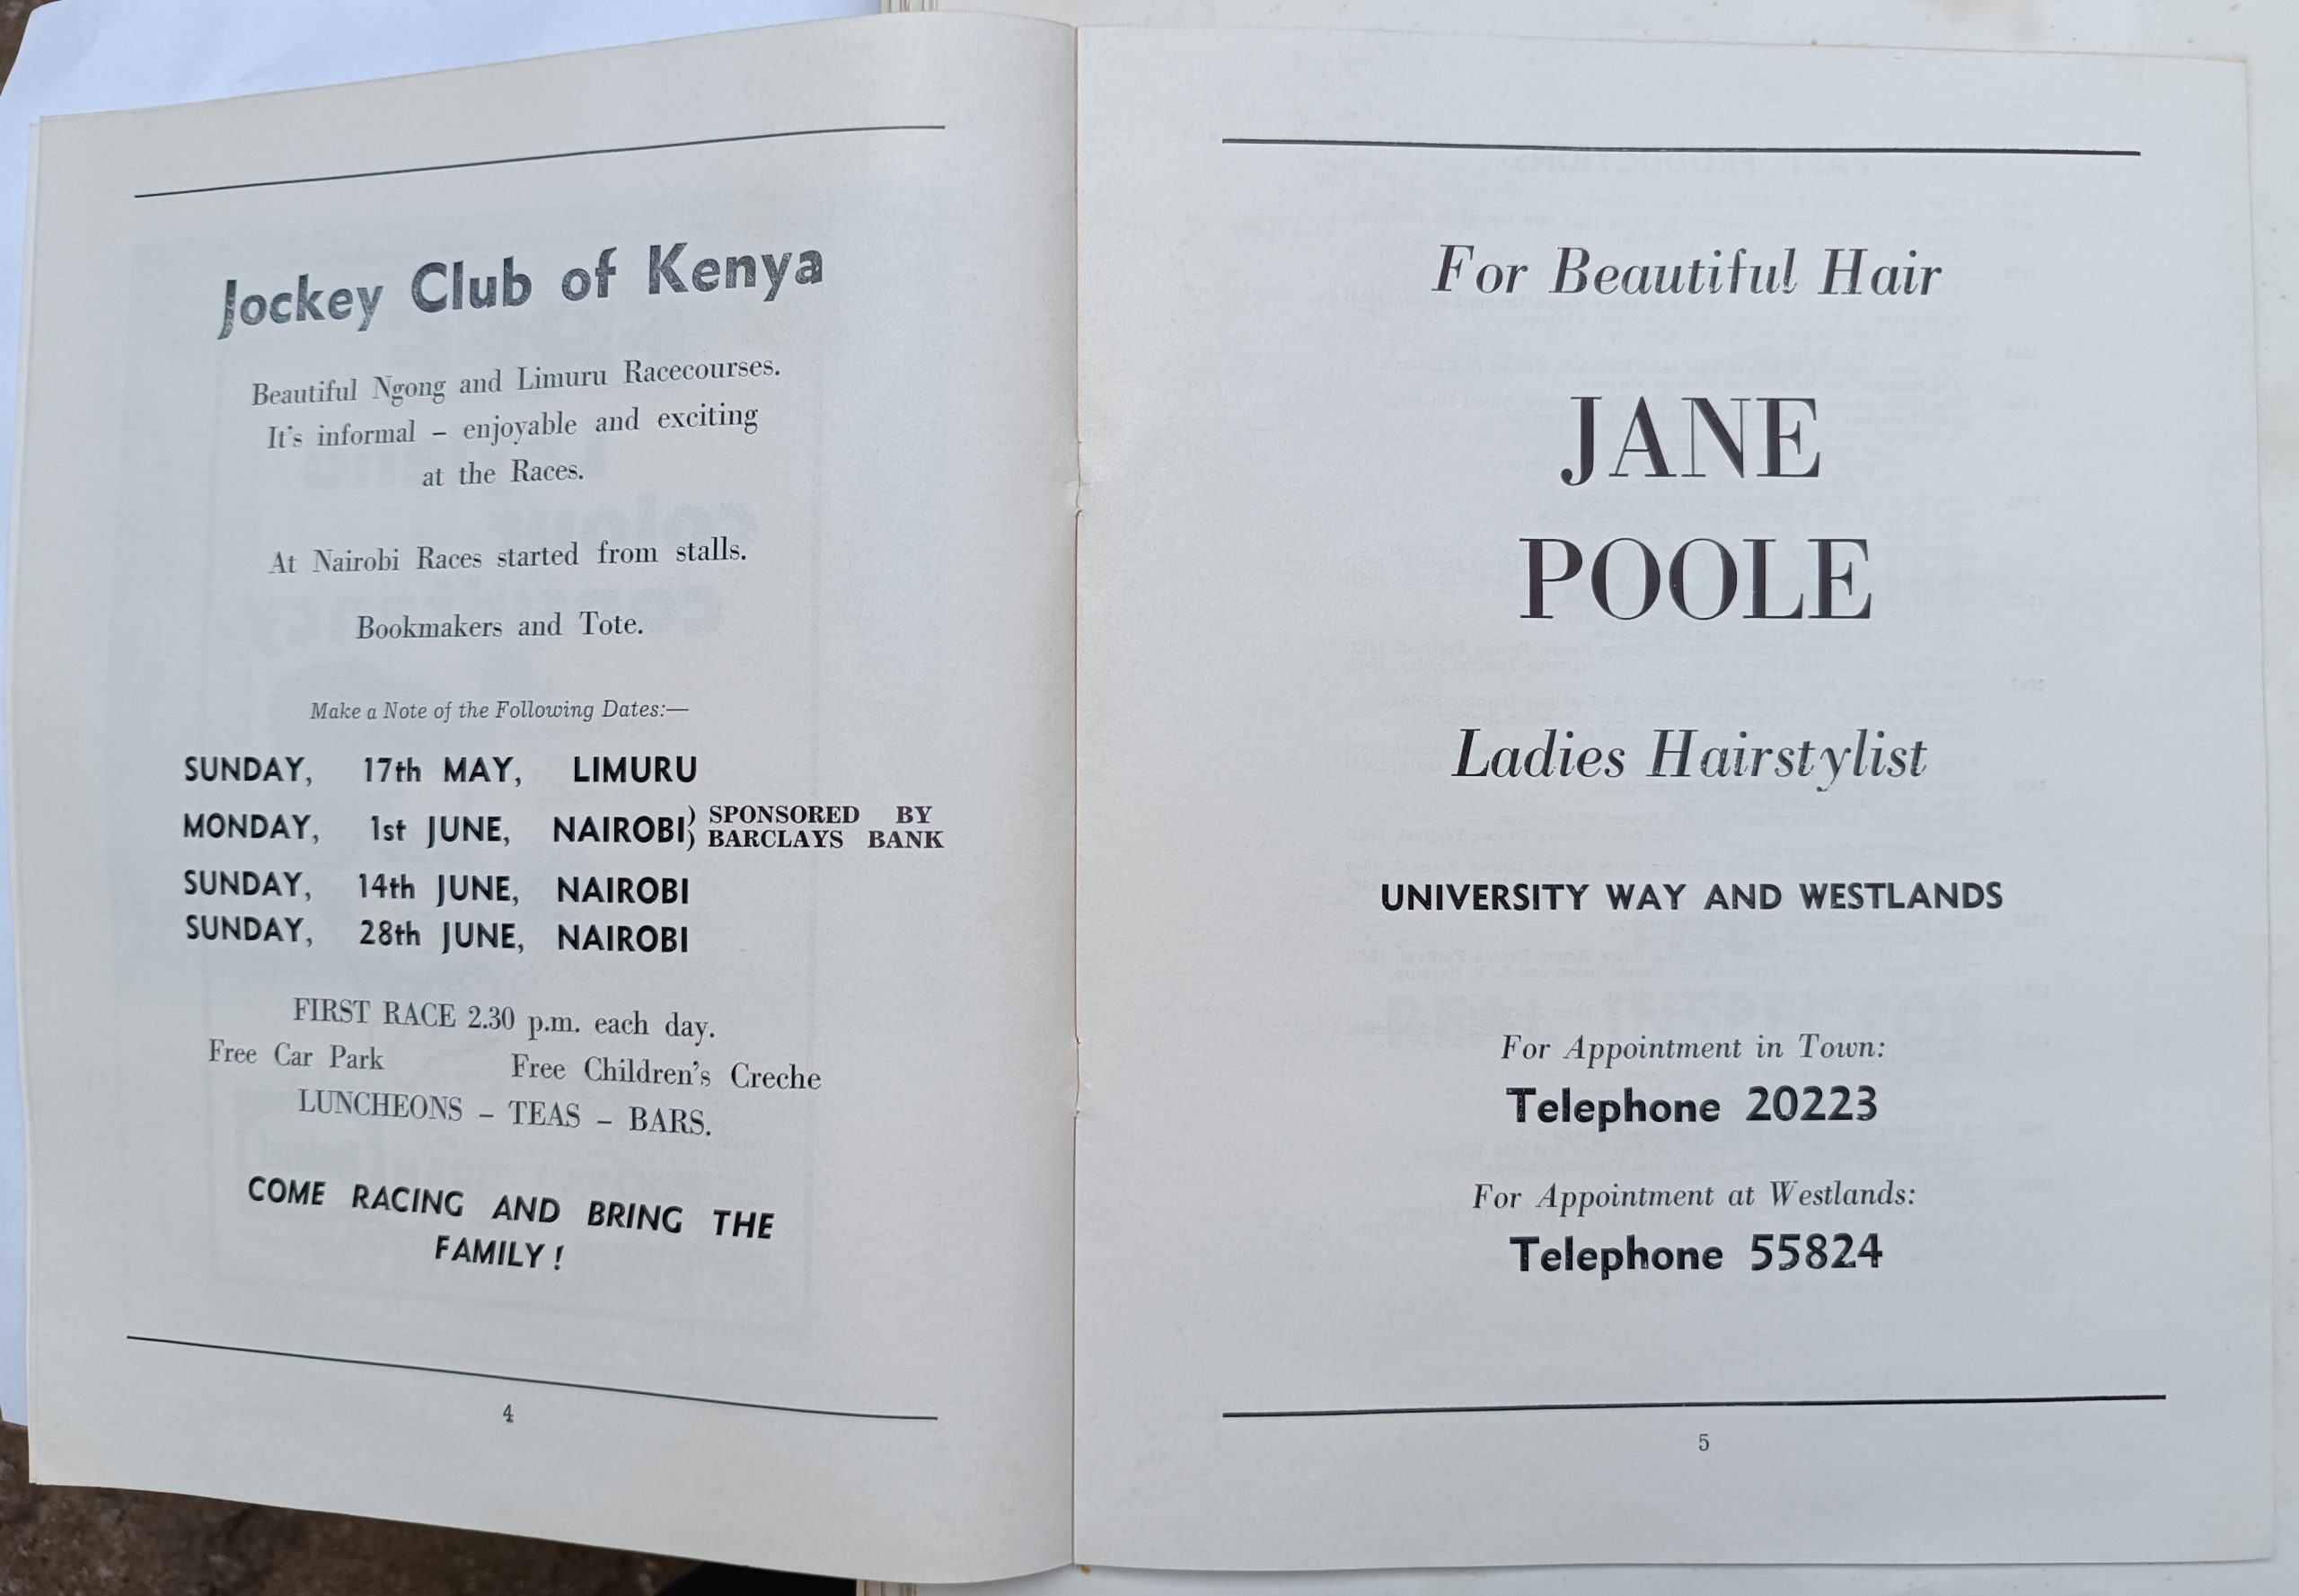 Jockey Club of Kenya
Beautiful Ngong and Limuru Racecourses.
It's informal – enjoyable and exciting
at the Races.
At Nairobi Races started from stalls.
Bookmakers and Tote.
Make a Note of the Following Dates:—
SUNDAY, 17th MAY, LIMURU
MONDAY, 1st JUNE, NAIROBI) SPONSORED BY
) BARCLAYS BANK
SUNDAY, 14th JUNE, NAIROBI
SUNDAY, 28th JUNE, NAIROBI
FIRST RACE 2.30 p.m. each day.
Free Car Park Free Children's Creche
LUNCHEONS – TEAS – BARS.
COME RACING AND BRING THE
FAMILY !
4
For Beautiful Hair
JANE
POOLE
Ladies Hairstylist
UNIVERSITY WAY AND WESTLANDS
For Appointment in Town:
Telephone 20223
For Appointment at Westlands:
Telephone 55824
5